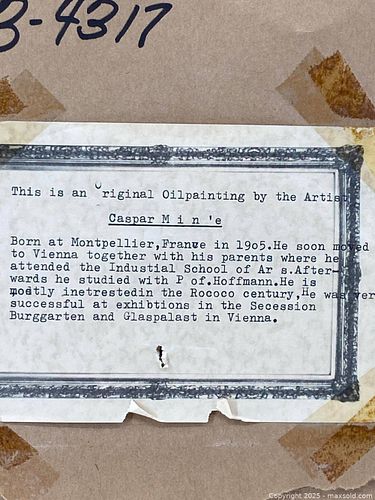 B-4317
This is an Original Oilpainting by the Artist
Caspar M i n 'e
Born at Montpellier,France in 1905.He soon moved
to Vienna together with his parents where he
attended the Industial School of Ar s.After-
wards he studied with P of.Hoffmann.He is
modtly inetrestedin the Rococo century,He was ver
successful at exhibtions in the Secession
Burggarten and Glaspalast in Vienna.
Copyright 2025 - maxsold.com